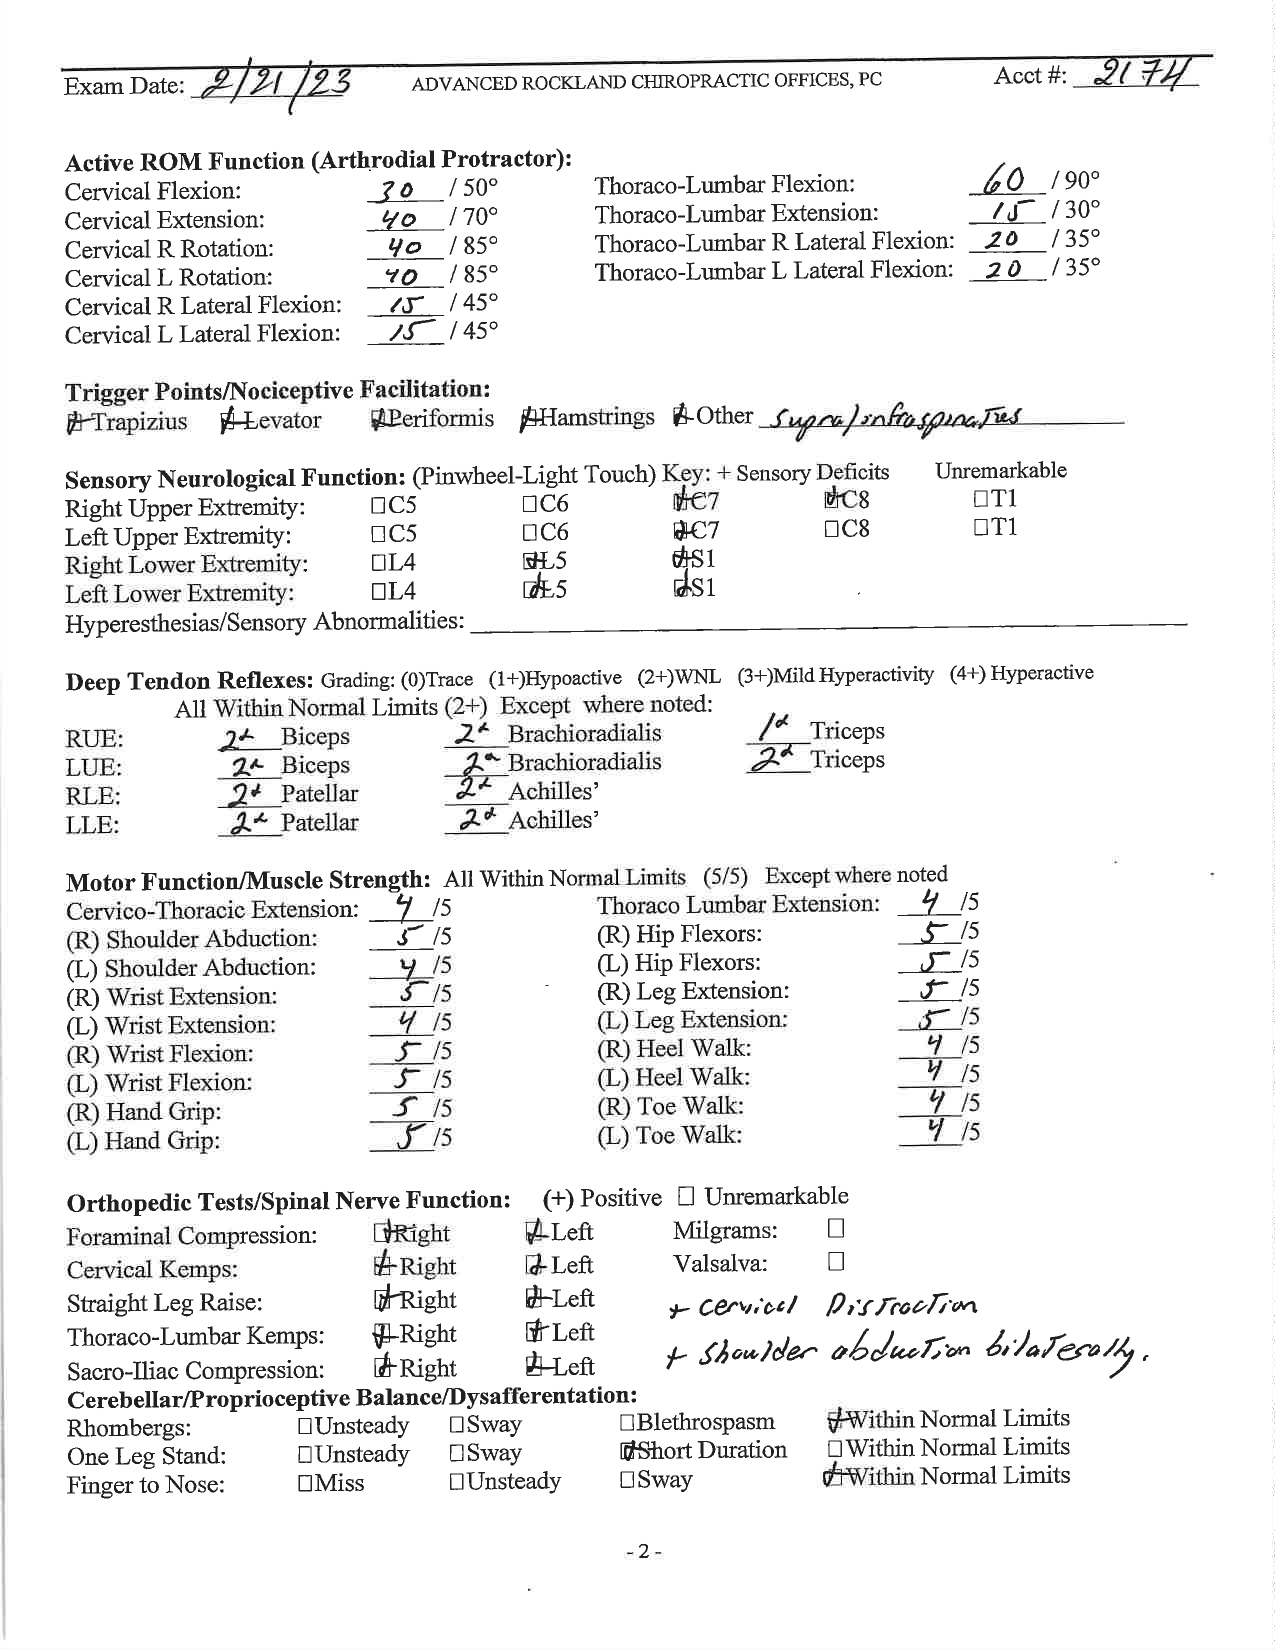 Exam Date: 2/21/23 ADVANCED ROCKLAND CHIROPRACTIC OFFICES, PC Acct #: 2174
Active ROM Function (Arthrodial Protractor):
Cervical Flexion: 30 / 50° Thoraco-Lumbar Flexion: 60 / 90°
Cervical Extension: 40 / 70° Thoraco-Lumbar Extension: 15 / 30°
Cervical R Rotation: 40 / 85° Thoraco-Lumbar R Lateral Flexion: 20 / 35°
Cervical L Rotation: 40 / 85° Thoraco-Lumbar L Lateral Flexion: 20 / 35°
Cervical R Lateral Flexion: 15 / 45°
Cervical L Lateral Flexion: 15 / 45°
Trigger Points/Nociceptive Facilitation:
☑Trapizius ☑Levator ☑Periformis ☑Hamstrings ☑Other Supra/infraspinatus
Sensory Neurological Function: (Pinwheel-Light Touch) Key: + Sensory Deficits Unremarkable
Right Upper Extremity: □C5 □C6 ☑C7 ☑C8 □T1
Left Upper Extremity: □C5 □C6 ☑C7 □C8 □T1
Right Lower Extremity: □L4 ☑L5 ☑S1
Left Lower Extremity: □L4 ☑L5 ☑S1
Hyperesthesias/Sensory Abnormalities:
Deep Tendon Reflexes: Grading: (0)Trace (1+)Hypoactive (2+)WNL (3+)Mild Hyperactivity (4+) Hyperactive
All Within Normal Limits (2+) Except where noted:
RUE: 2+ Biceps 2+ Brachioradialis 1+ Triceps
LUE: 2+ Biceps 2+ Brachioradialis 2+ Triceps
RLE: 2+ Patellar 2+ Achilles’
LLE: 2+ Patellar 2+ Achilles’
Motor Function/Muscle Strength: All Within Normal Limits (5/5) Except where noted
Cervico-Thoracic Extension: 4 /5 Thoraco Lumbar Extension: 4 /5
(R) Shoulder Abduction: 5 /5 (R) Hip Flexors: 5 /5
(L) Shoulder Abduction: 4 /5 (L) Hip Flexors: 5 /5
(R) Wrist Extension: 5 /5 (R) Leg Extension: 5 /5
(L) Wrist Extension: 4 /5 (L) Leg Extension: 5 /5
(R) Wrist Flexion: 5 /5 (R) Heel Walk: 4 /5
(L) Wrist Flexion: 5 /5 (L) Heel Walk: 4 /5
(R) Hand Grip: 5 /5 (R) Toe Walk: 4 /5
(L) Hand Grip: 5 /5 (L) Toe Walk: 4 /5
Orthopedic Tests/Spinal Nerve Function: (+) Positive □ Unremarkable
Foraminal Compression: ☑Right ☑Left Milgrams: □
Cervical Kemps: ☑Right ☑Left Valsalva: □
Straight Leg Raise: ☑Right ☑Left + cervical Distraction
Thoraco-Lumbar Kemps: ☑Right ☑Left + shoulder abduction bilaterally.
Sacro-Iliac Compression: ☑Right ☑Left
Cerebellar/Proprioceptive Balance/Dysafferentation:
Rhombergs: □Unsteady □Sway □Blethrospasm ☑Within Normal Limits
One Leg Stand: □Unsteady □Sway ☑Short Duration □Within Normal Limits
Finger to Nose: □Miss □Unsteady □Sway ☑Within Normal Limits
- 2 -